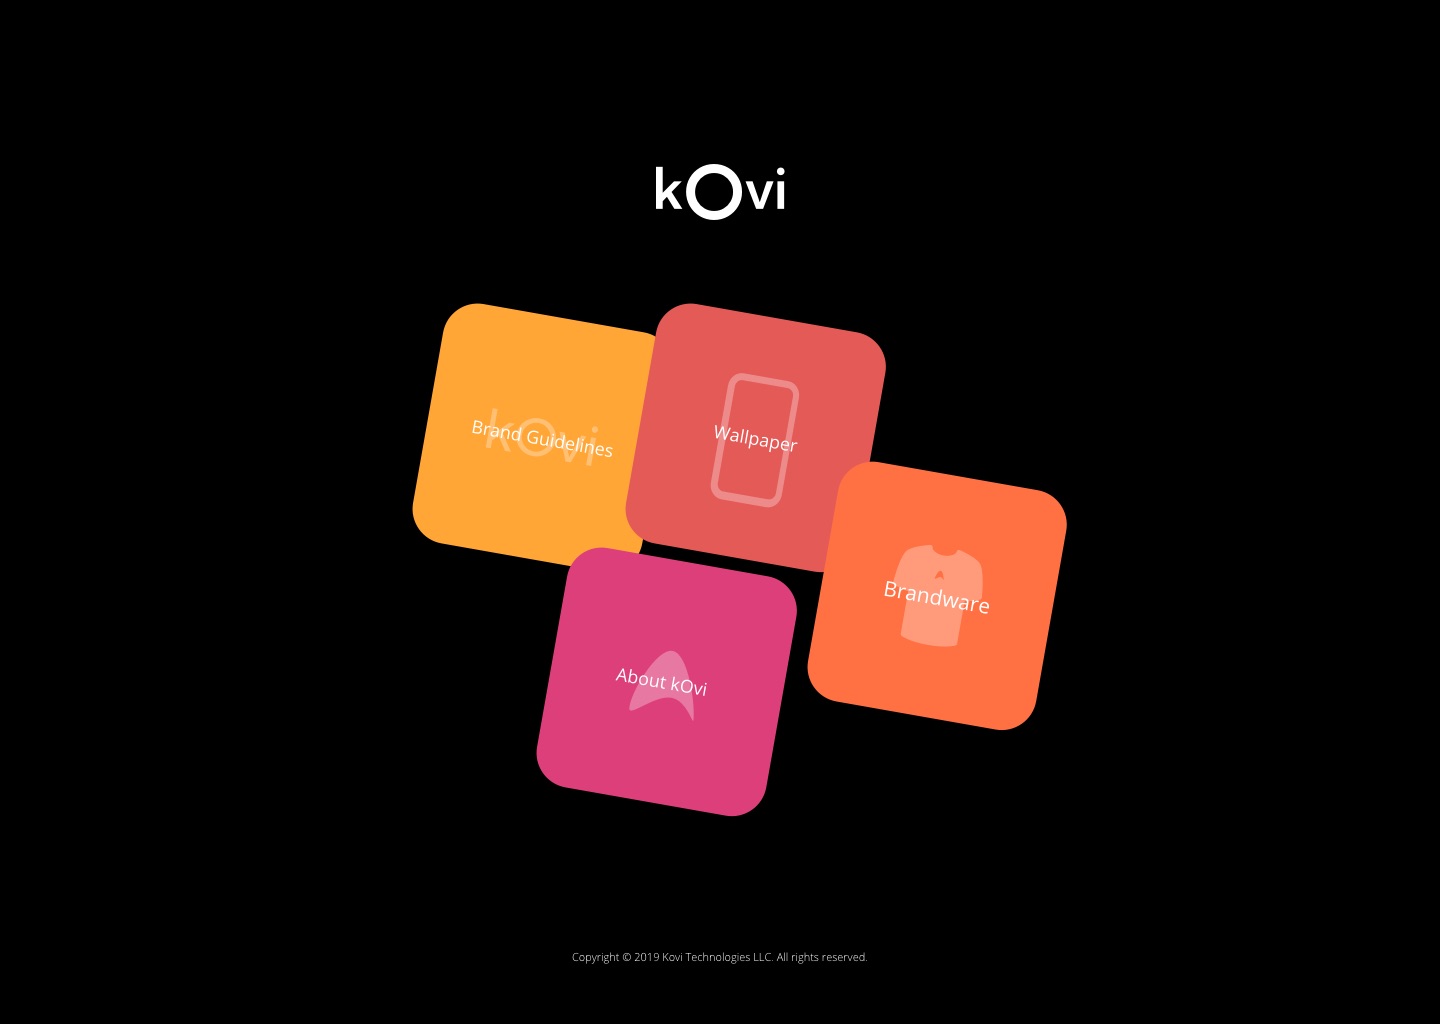 kOvi
kOvi
Brand Guidelines
Wallpaper
Brandware
About kOvi
Copyright © 2019 Kovi Technologies LLC. All rights reserved.